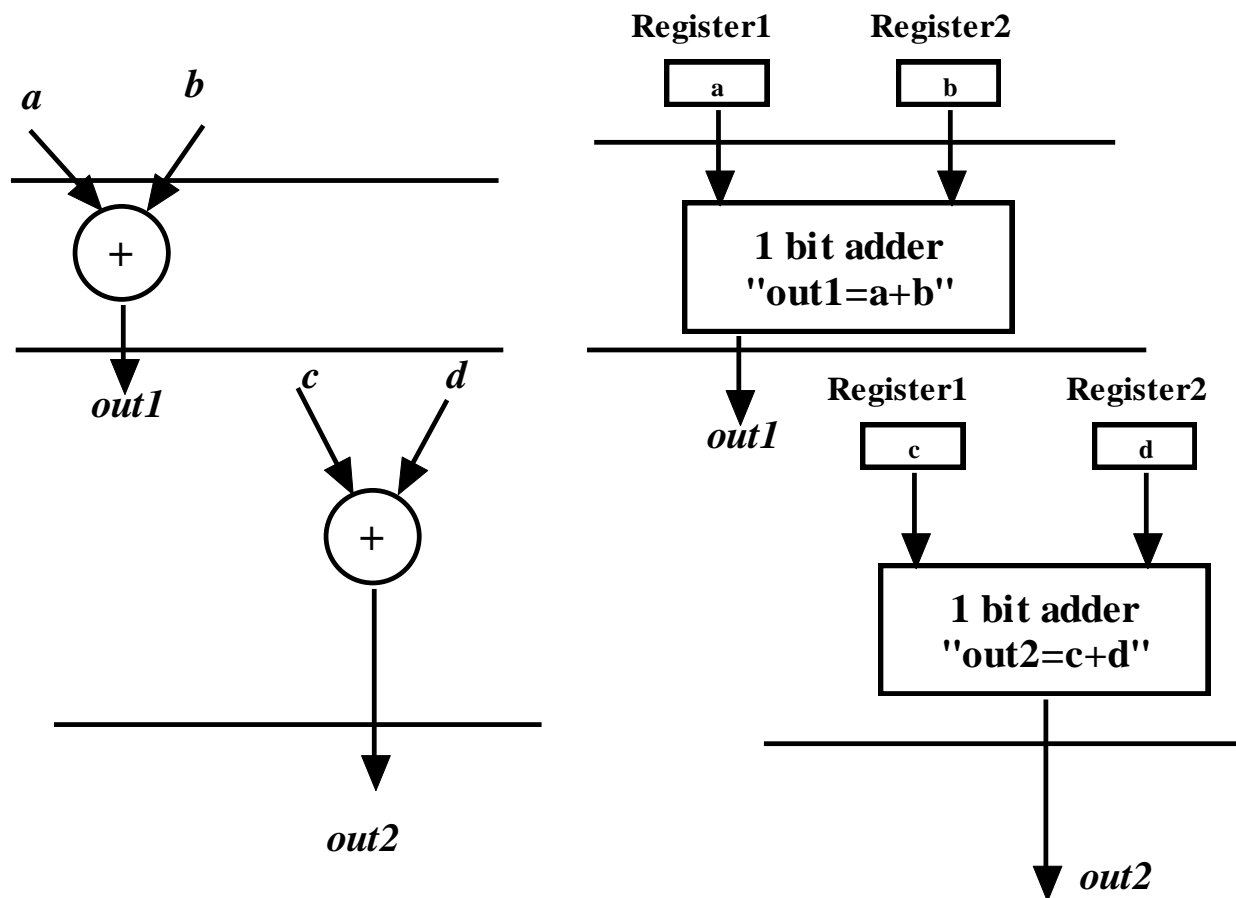 Register1 Register2
a b
a b
+
1 bit adder
"out1=a+b"
out1
c d
Register1 Register2
out1
c d
+
1 bit adder
"out2=c+d"
out2
out2